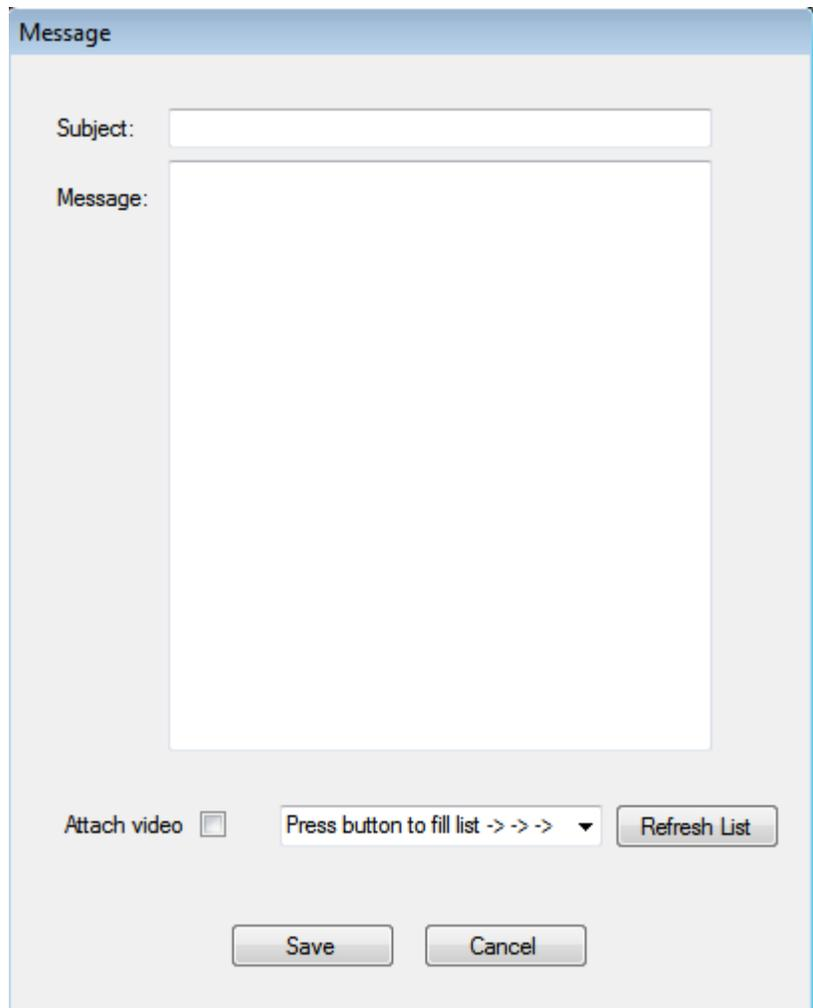 Message
Subject:
Message:
Attach video Press button to fill list -> -> -> Refresh List
Save Cancel